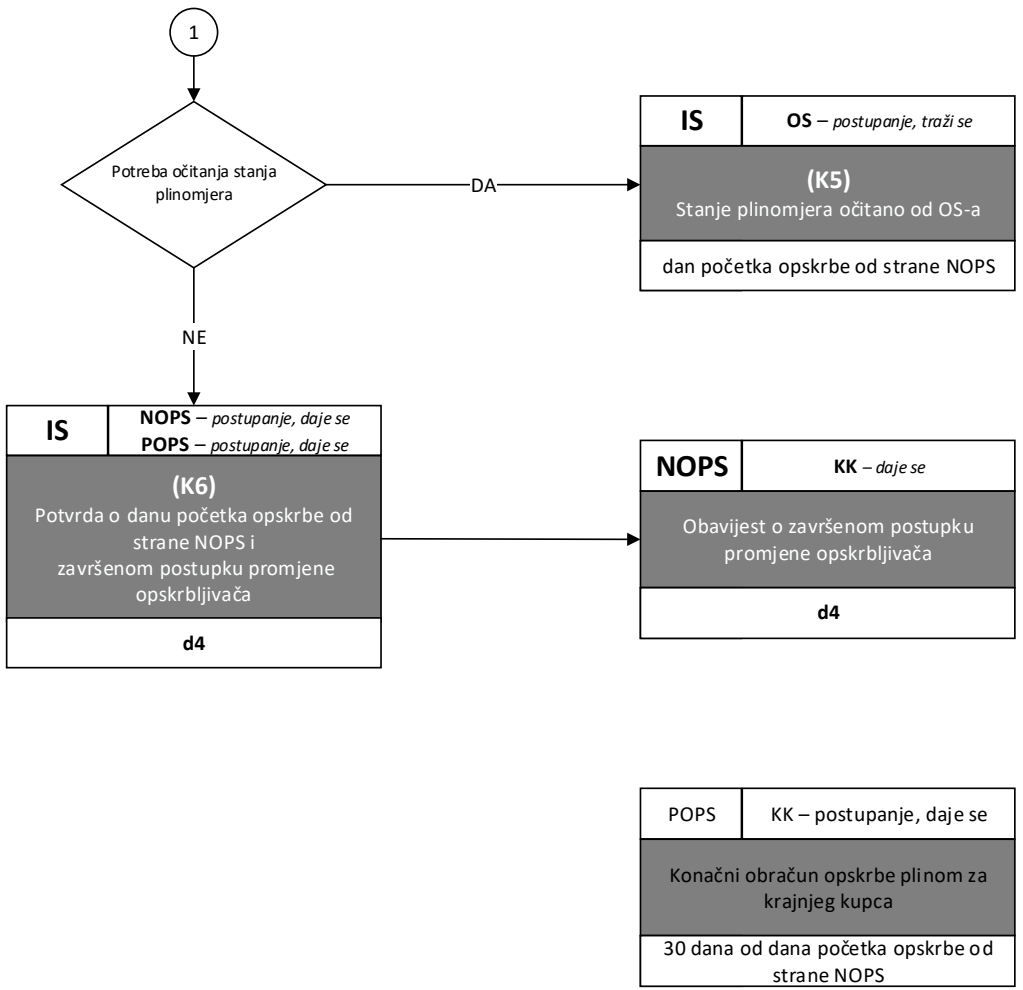 1
Potreba očitanja stanja
plinomjera
DA
IS
OS – postupanje, traži se
(K5)
Stanje plinomjera očitano od OS-a
dan početka opskrbe od strane NOPS
NE
IS
NOPS – postupanje, daje se
POPS – postupanje, daje se
(K6)
Potvrda o danu početka opskrbe od
strane NOPS i
završenom postupku promjene
opskrbljivača
d4
NOPS
KK – daje se
Obavijest o završenom postupku
promjene opskrbljivača
d4
POPS
KK – postupanje, daje se
Konačni obračun opskrbe plinom za
krajnjeg kupca
30 dana od dana početka opskrbe od
strane NOPS